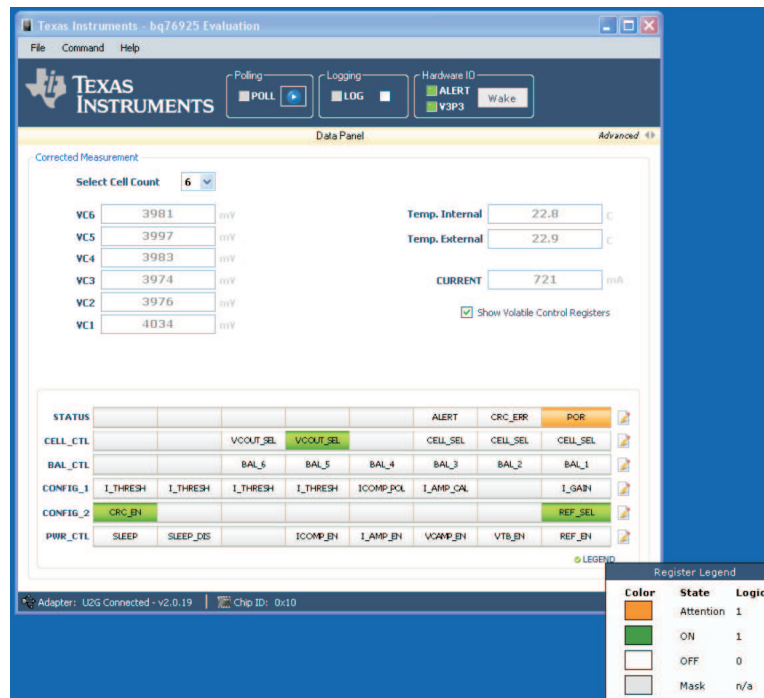 Texas Instruments - bq76925 Evaluation
File Command Help
TEXAS INSTRUMENTS
Polling
POLL
Logging
LOG
Hardware IO
ALERT
V3P3
Wake
Data Panel
Advanced
Corrected Measurement
Select Cell Count 6
VC6 3981 mV
VC5 3997 mV
VC4 3983 mV
VC3 3974 mV
VC2 3976 mV
VC1 4034 mV
Temp. Internal 22.8 C
Temp. External 22.9 C
CURRENT 721 mA
Show Volatile Control Registers
STATUS ALERT CRC_ERR POR
CELL_CTL VCOUT_SEL VCOUT_SEL CELL_SEL CELL_SEL CELL_SEL
BAL_CTL BAL_6 BAL_5 BAL_4 BAL_3 BAL_2 BAL_1
CONFIG_1 I_THRESH I_THRESH I_THRESH I_THRESH ICOMP_POL I_AMP_CAL I_GAIN
CONFIG_2 CRC_EN REF_SEL
PWR_CTL SLEEP SLEEP_DIS ICOMP_EN I_AMP_EN VCAMP_EN VTB_EN REF_EN
LEGEND
Adapter: U2G Connected - v2.0.19 Chip ID: 0x10
Register Legend
Color State Logic
Attention 1
ON 1
OFF 0
Mask n/a